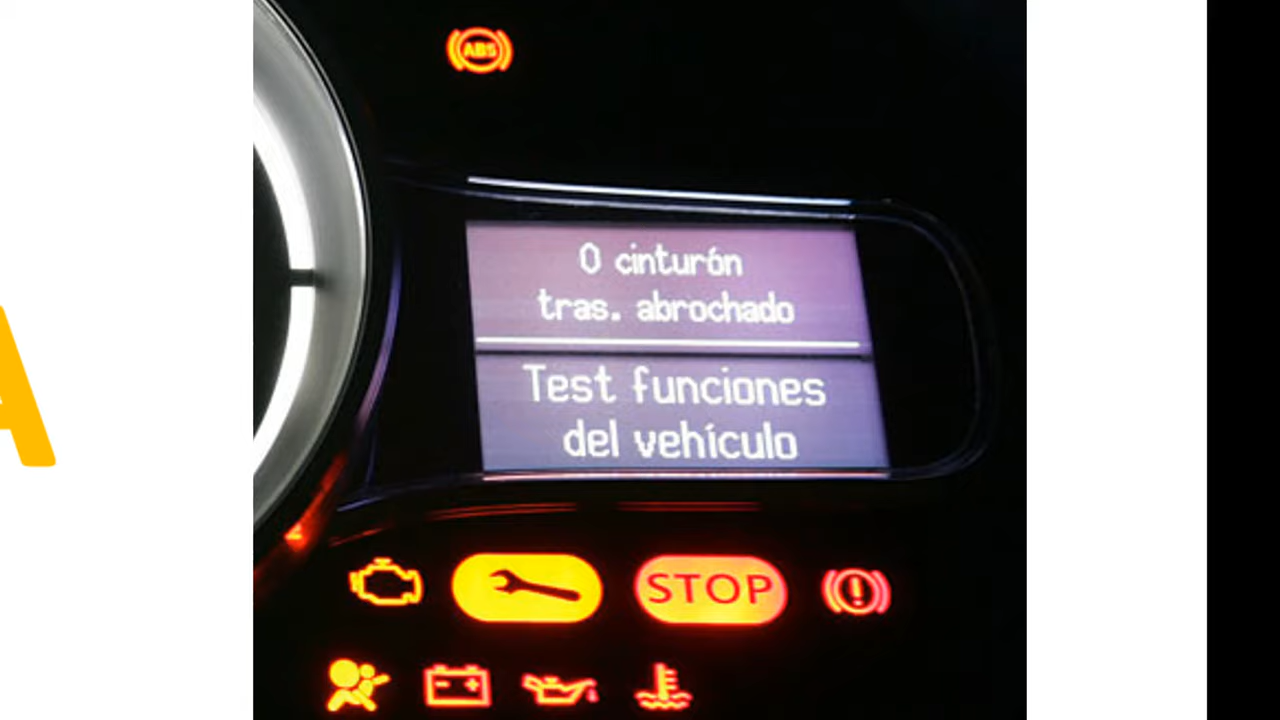 ABS
0 cinturón
tras. abrochado
Test funciones
del vehículo
STOP
A